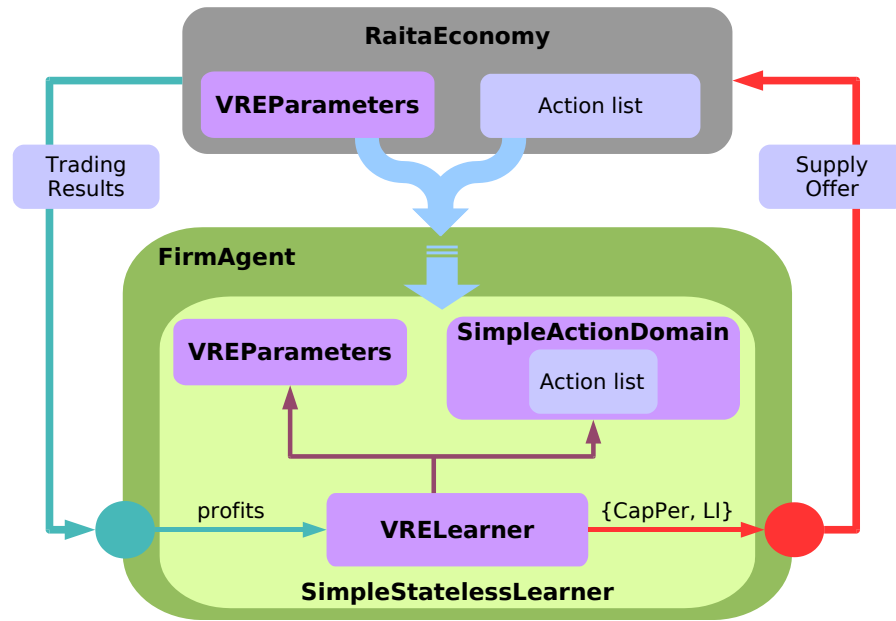 RaitaEconomy
VREParameters
Action list
Trading
Results
Supply
Offer
FirmAgent
SimpleActionDomain
VREParameters
Action list
profits
VRELearner
{CapPer, LI}
SimpleStatelessLearner